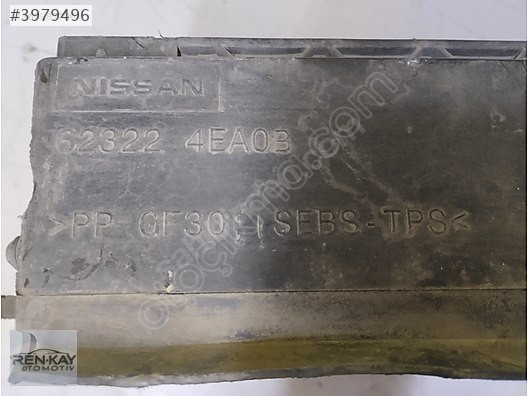 #3979496
NISSAN
62322 4EA0B
>PP GF30 SEBS-TPS<
REN-KAY
OTOMOTİV